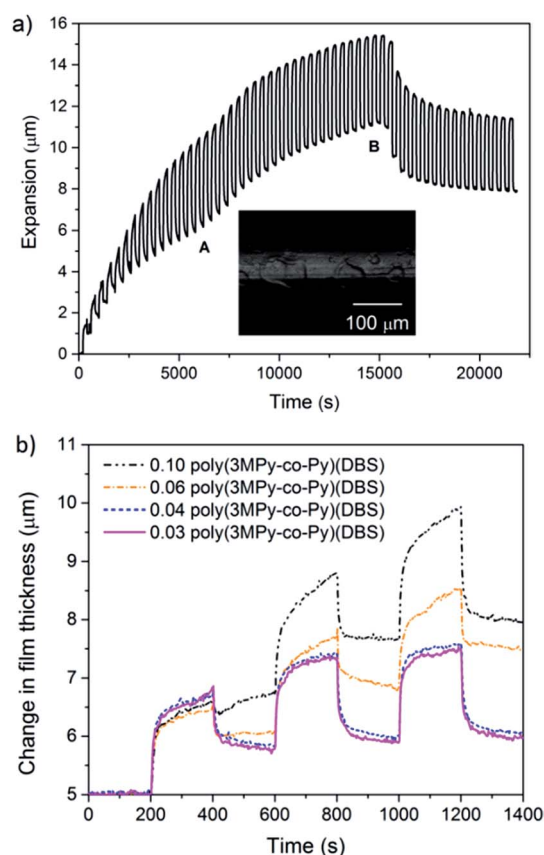 a)
16
14
12
10
8
6
4
2
0
Expansion (μm)
A
B
100 μm
0 5000 10000 15000 20000
Time (s)
b)
11
10
9
8
7
6
5
Change in film thickness (μm)
0.10 poly(3MPy-co-Py)(DBS)
0.06 poly(3MPy-co-Py)(DBS)
0.04 poly(3MPy-co-Py)(DBS)
0.03 poly(3MPy-co-Py)(DBS)
0 200 400 600 800 1000 1200 1400
Time (s)